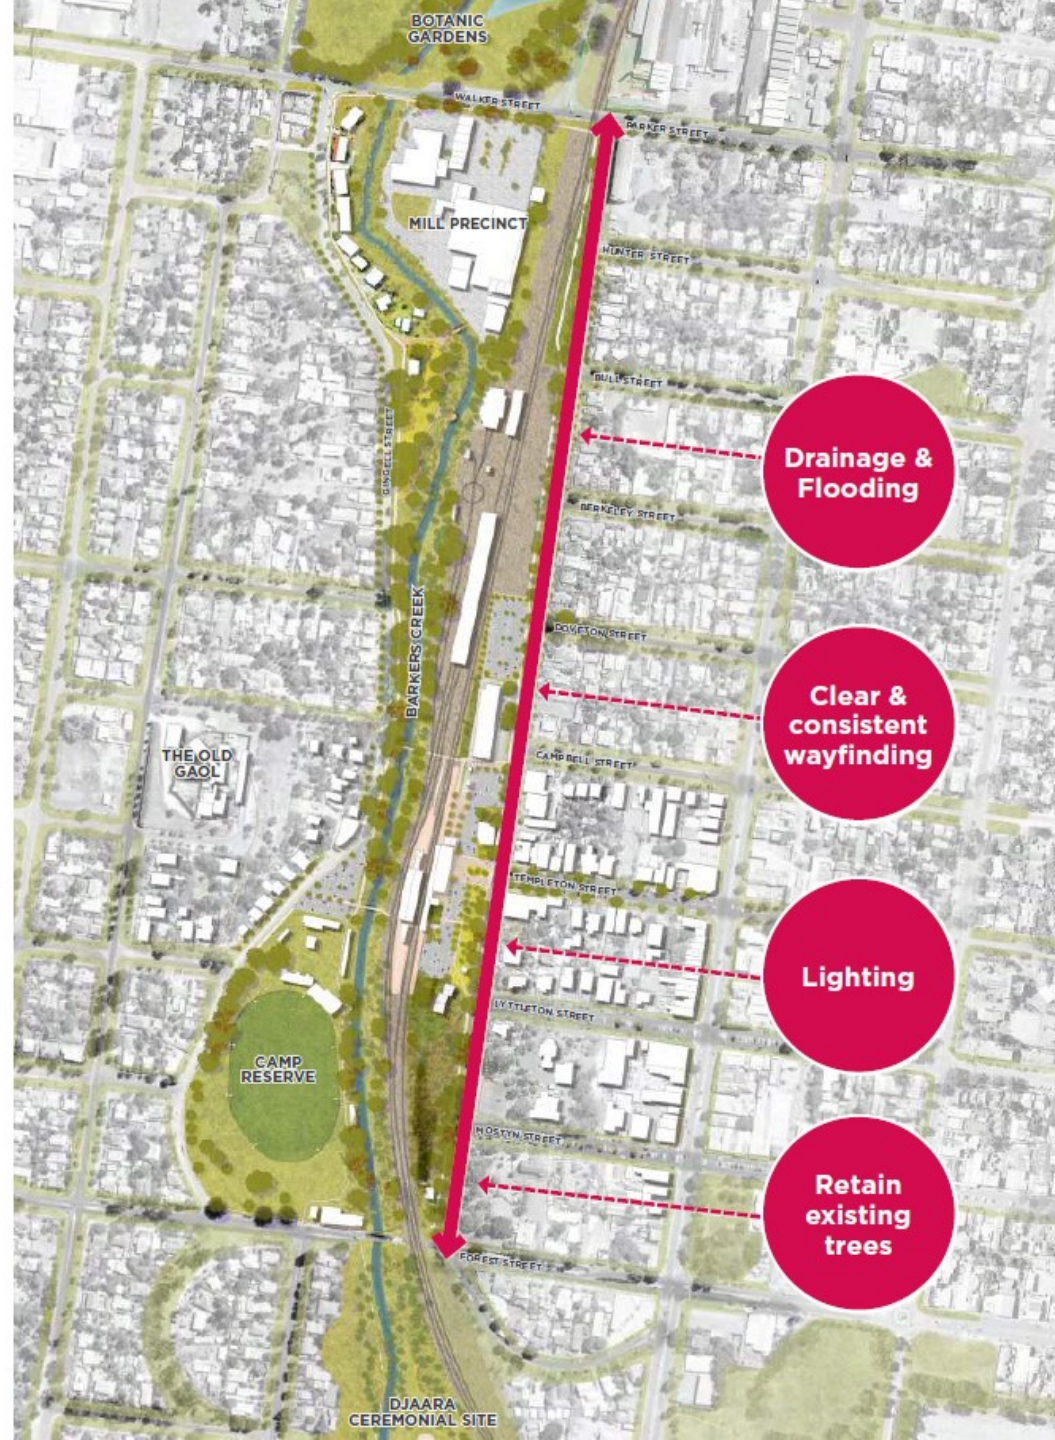 BOTANIC
GARDENS
WALKER STREET
PARKER STREET
MILL PRECINCT
HUNTER STREET
BULL STREET
GINGELL STREET
Drainage &
Flooding
BERKELEY STREET
BARKERS CREEK
DOVETON STREET
Clear &
consistent
wayfinding
THE OLD
GAOL
CAMPBELL STREET
TEMPLETON STREET
Lighting
LYTTLETON STREET
CAMP
RESERVE
MOSTYN STREET
Retain
existing
trees
FOREST STREET
DJAARA
CEREMONIAL SITE